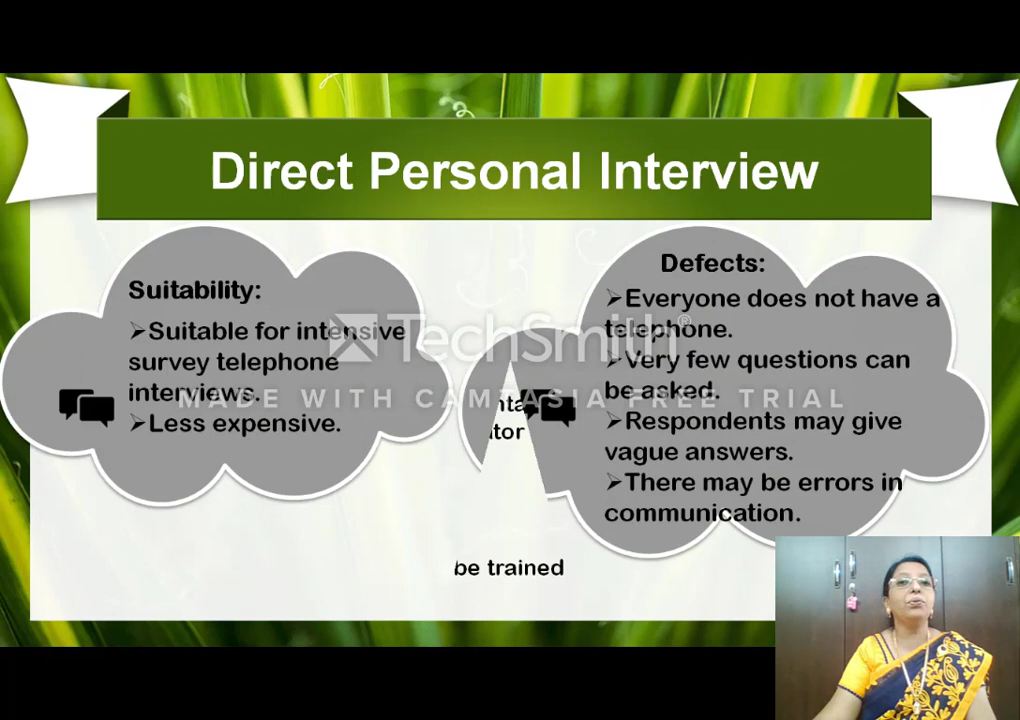 Direct Personal Interview
Suitability:
➢Suitable for intensive
survey telephone
interviews.
➢Less expensive.
Defects:
➢Everyone does not have a
telephone.
➢Very few questions can
be asked.
➢Respondents may give
vague answers.
➢There may be errors in
communication.
be trained
TechSmith®
MADE WITH CAMTASIA FREE TRIAL